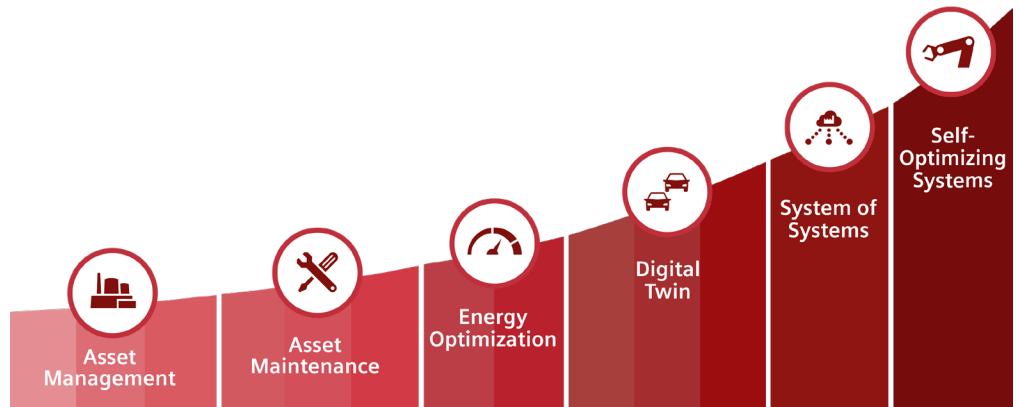 Asset
Management
Asset
Maintenance
Energy
Optimization
Digital
Twin
System of
Systems
Self-
Optimizing
Systems